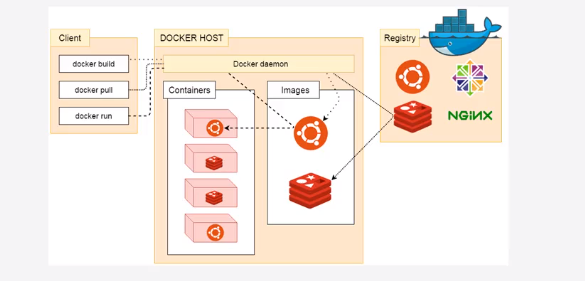 Client
DOCKER HOST
Registry
docker build
docker pull
docker run
Docker daemon
Containers
Images
NGINX